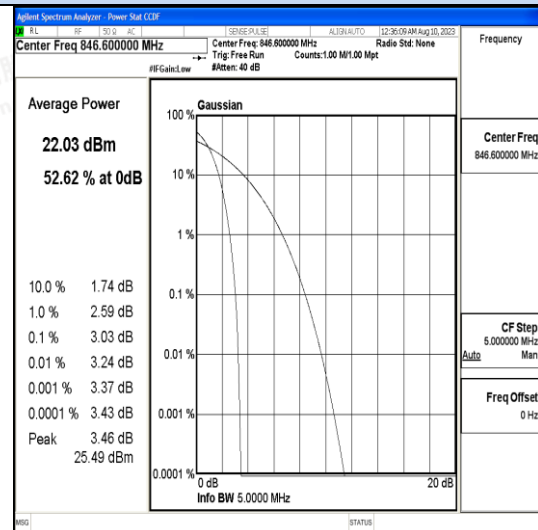 Agilent Spectrum Analyzer - Power Stat CCDF
RL RF 50 Ω AC SENSE:PULSE ALIGNAUTO 12:36:09 AM Aug 10, 2023
Center Freq 846.600000 MHz
Center Freq: 846.600000 MHz Radio Std: None
Trig: Free Run Counts:1.00 M/1.00 Mpt
#IFGain:Low #Atten: 40 dB
Frequency
Average Power
22.03 dBm
52.62 % at 0dB
10.0 % 1.74 dB
1.0 % 2.59 dB
0.1 % 3.03 dB
0.01 % 3.24 dB
0.001 % 3.37 dB
0.0001 % 3.43 dB
Peak 3.46 dB
25.49 dBm
Gaussian
100 %
10 %
1 %
0.1 %
0.01 %
0.001 %
0.0001 %
0 dB 20 dB
Info BW 5.0000 MHz
Center Freq
846.600000 MHz
CF Step
5.000000 MHz
Auto Man
Freq Offset
0 Hz
MSG STATUS